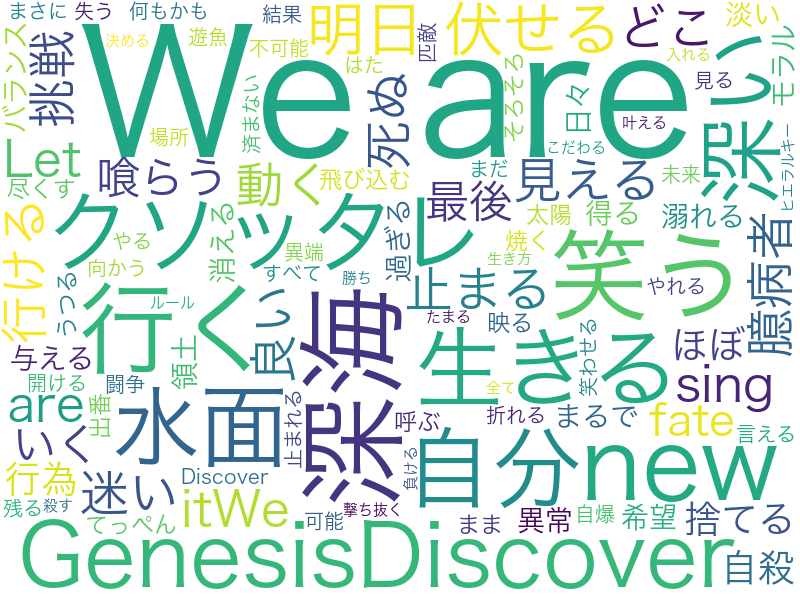 まさに
失う
何もかも
結果
明日
伏せる
どこ
淡い
決める
遊魚
不可能
匹敵
入れる
バランス
挑戦
We are
はた
死ぬ
そろそろ
日々
見る
深い
モラル
場所
済まない
叶える
Let
喰らう
動く
飛び込む
こだわる
まだ
見える
未来
ヒエラルキー
尽くす
クソッタレ
最後
太陽
得る
溺れる
行ける
やる
消える
異端
過ぎる
焼く
笑う
臆病者
向かう
すべて
生き方
うつる
行く
ルール
良い
勝ち
止まる
やれる
深海
たまる
映る
ほぼ
与える
領土
生きる
笑わせる
開ける
闘争
水面
全て
sing
are
出番
止まれる
呼ぶ
折れる
まるで
fate
いく
自分
new
言える
行為
迷い
Discover
負ける
itWe
残る
殺す
てっぺん
可能
撃ち抜く
まま
異常
自爆
希望
捨てる
GenesisDiscover
自殺